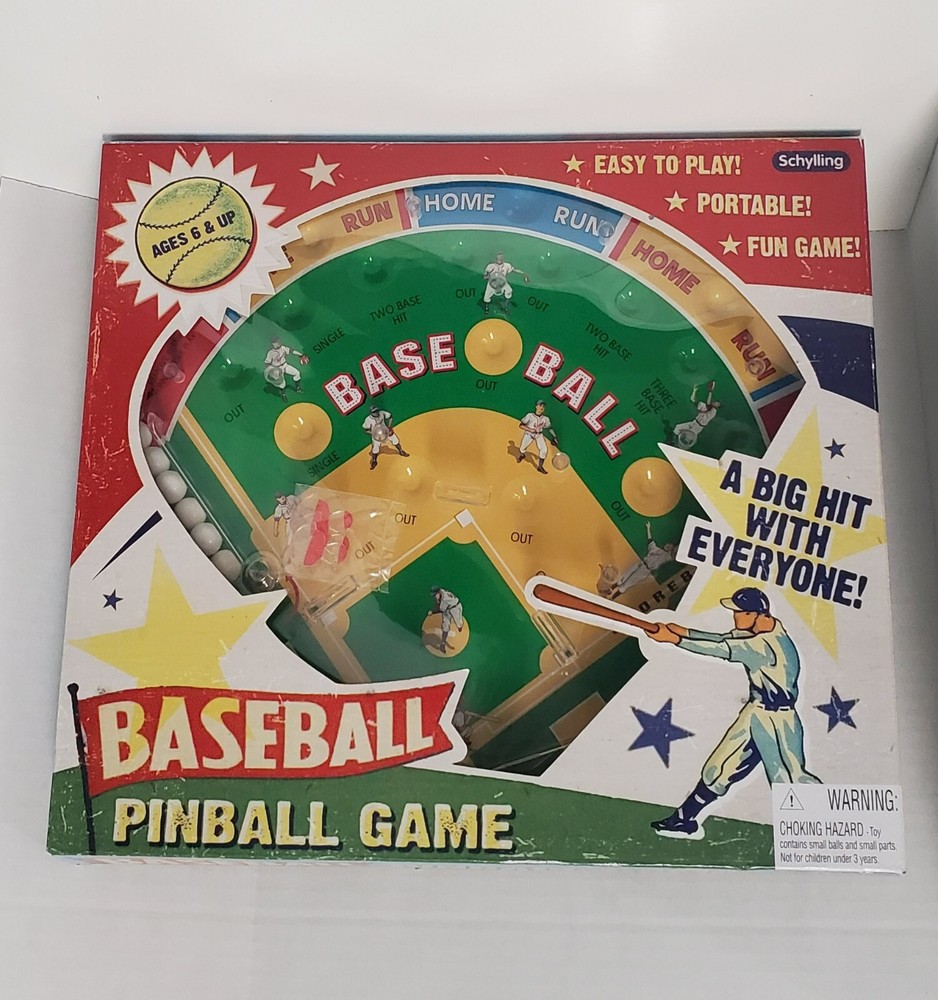 EASY TO PLAY!
Schylling
PORTABLE!
FUN GAME!
AGES 6 & UP
RUN
HOME
RUN
HOME
RUN
OUT
OUT
SINGLE
TWO BASE
HIT
TWO BASE
HIT
BASE BALL
OUT
THREE
BASE
HIT
OUT
SINGLE
OUT
OUT
OUT
OUT
A BIG HIT
WITH
EVERYONE!
BASEBALL
PINBALL GAME
WARNING:
CHOKING HAZARD - Toy
contains small balls and small parts.
Not for children under 3 years.